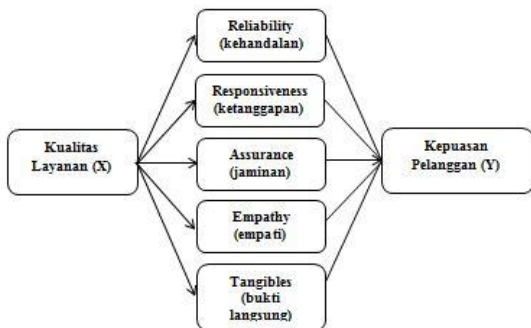 Reliability
(kehandalan)
Responsiveness
(ketanggapan)
Kualitas
Layanan (X)
Assurance
(jaminan)
Kepuasan
Pelanggan (Y)
Empathy
(empati)
Tangibles
(bukti
langsung)